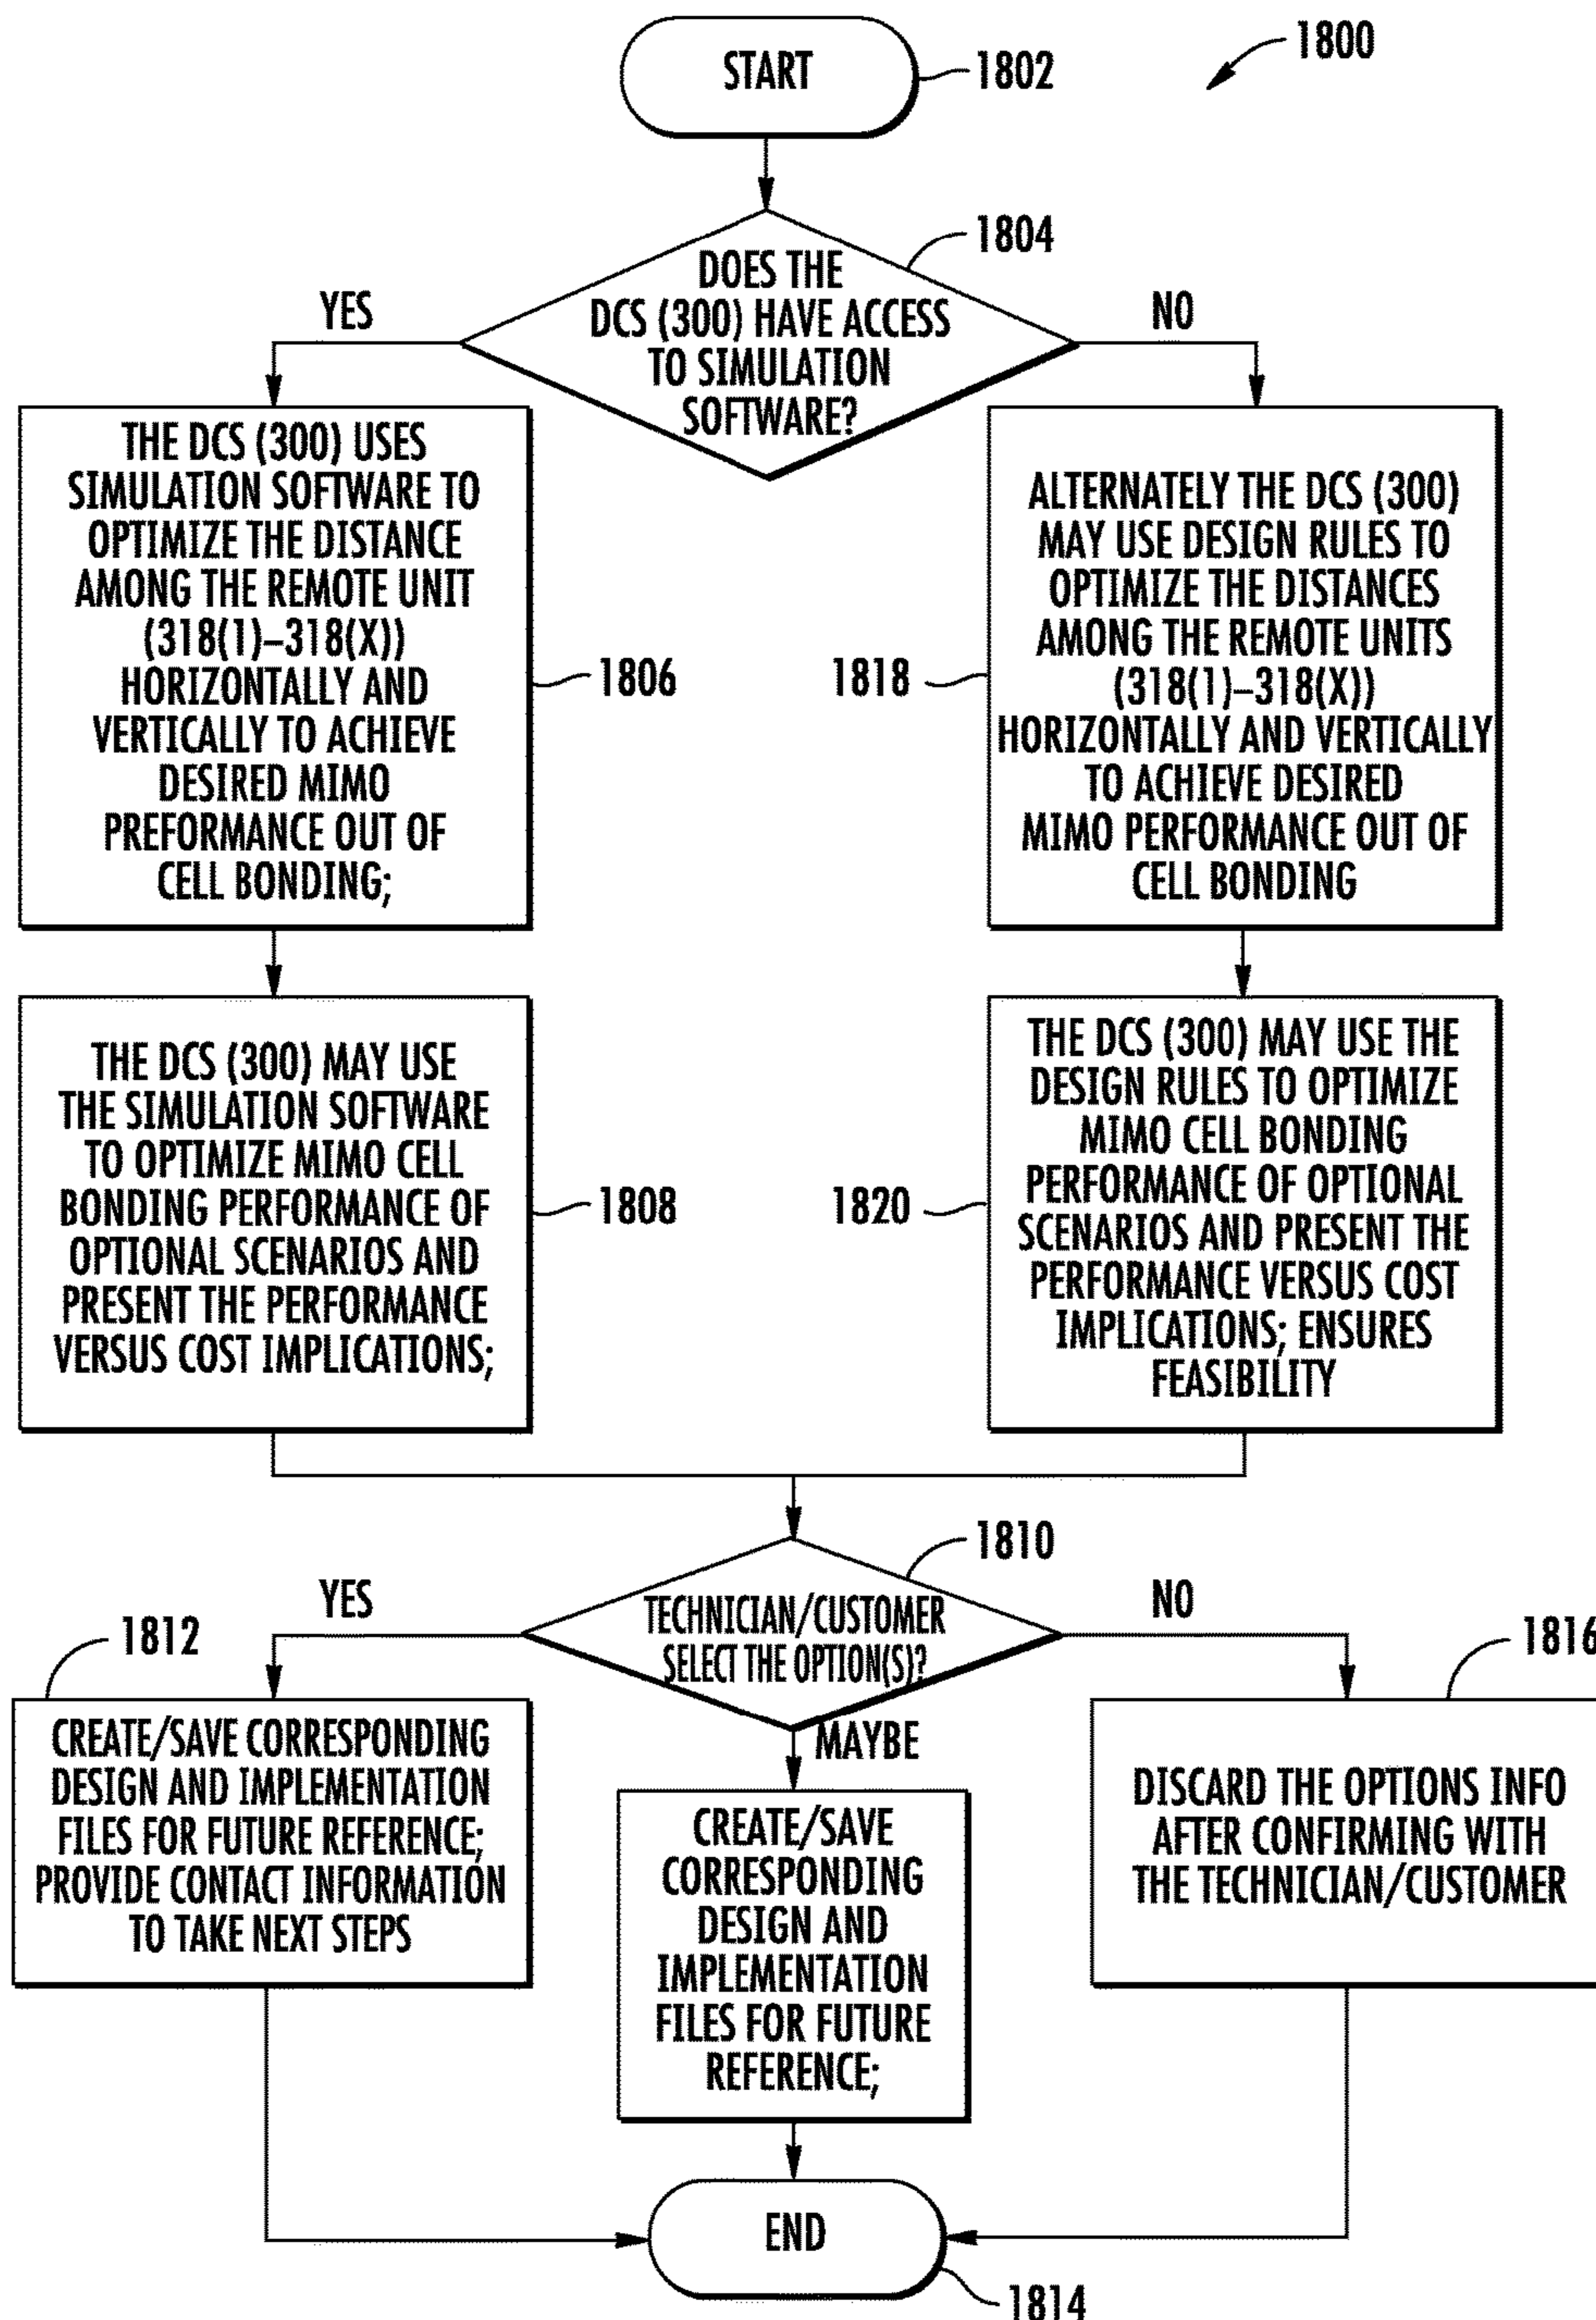 1800
START
1802
1804
DOES THE
DCS (300) HAVE ACCESS
TO SIMULATION
SOFTWARE?
YES
NO
THE DCS (300) USES
SIMULATION SOFTWARE TO
OPTIMIZE THE DISTANCE
AMONG THE REMOTE UNIT
(318(1)–318(X))
HORIZONTALLY AND
VERTICALLY TO ACHIEVE
DESIRED MIMO
PREFORMANCE OUT OF
CELL BONDING;
1806
1818
ALTERNATELY THE DCS (300)
MAY USE DESIGN RULES TO
OPTIMIZE THE DISTANCES
AMONG THE REMOTE UNITS
(318(1)–318(X))
HORIZONTALLY AND VERTICALLY
TO ACHIEVE DESIRED
MIMO PERFORMANCE OUT OF
CELL BONDING
THE DCS (300) MAY USE
THE SIMULATION SOFTWARE
TO OPTIMIZE MIMO CELL
BONDING PERFORMANCE OF
OPTIONAL SCENARIOS AND
PRESENT THE PERFORMANCE
VERSUS COST IMPLICATIONS;
1808
1820
THE DCS (300) MAY USE THE
DESIGN RULES TO OPTIMIZE
MIMO CELL BONDING
PERFORMANCE OF OPTIONAL
SCENARIOS AND PRESENT THE
PERFORMANCE VERSUS COST
IMPLICATIONS; ENSURES
FEASIBILITY
1810
TECHNICIAN/CUSTOMER
SELECT THE OPTION(S)?
YES
NO
MAYBE
1812
CREATE/SAVE CORRESPONDING
DESIGN AND IMPLEMENTATION
FILES FOR FUTURE REFERENCE;
PROVIDE CONTACT INFORMATION
TO TAKE NEXT STEPS
CREATE/SAVE
CORRESPONDING
DESIGN AND
IMPLEMENTATION
FILES FOR FUTURE
REFERENCE;
1816
DISCARD THE OPTIONS INFO
AFTER CONFIRMING WITH
THE TECHNICIAN/CUSTOMER
END
1814